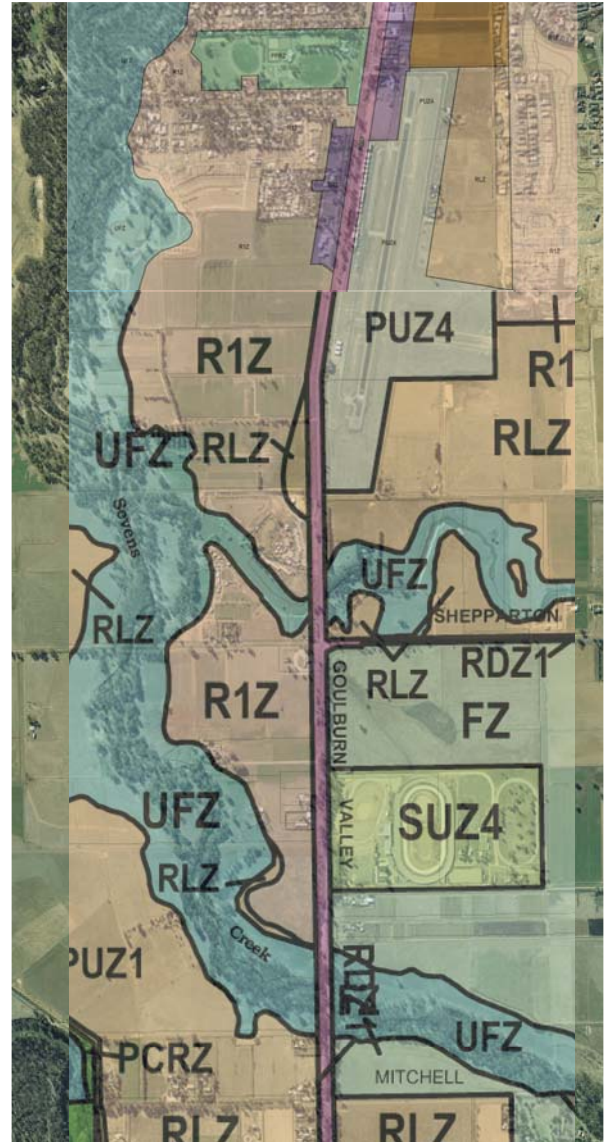 PUZ4
R1Z
R1
RLZ
UFZ
RLZ
Sevens
UFZ
RLZ
SHEPPARTON
RDZ1
RLZ
R1Z
FZ
GOULBURN VALLEY
SUZ4
UFZ
RLZ
Creek
PUZ1
RDZ1
UFZ
PCRZ
MITCHELL
RLZ
RLZ